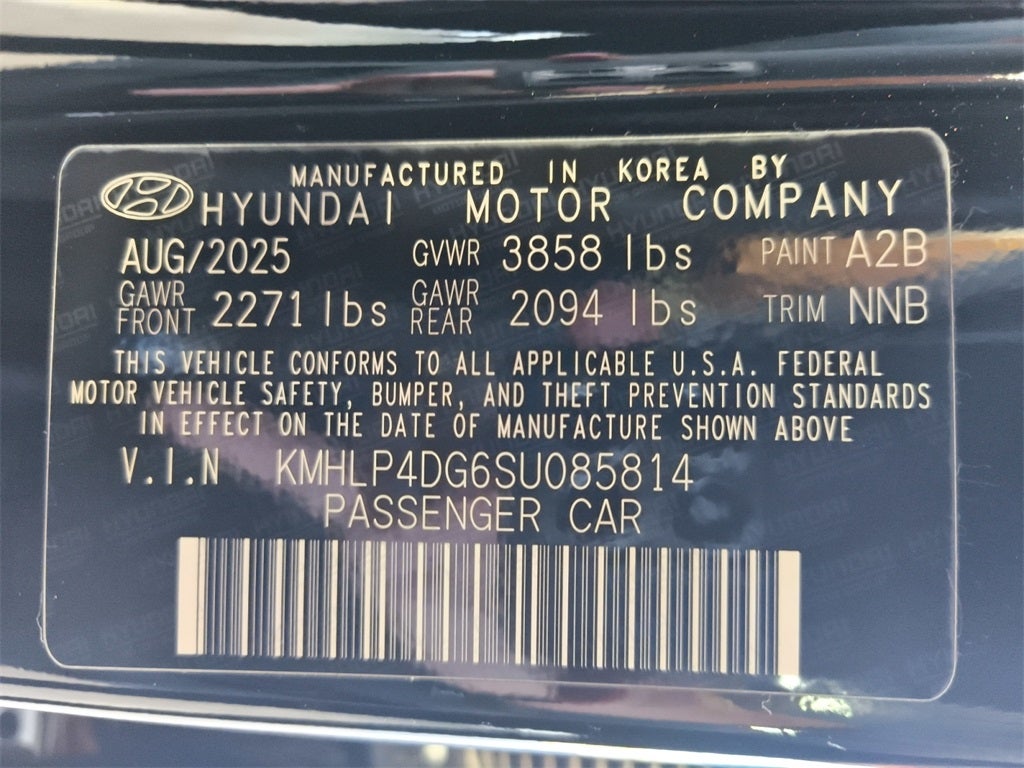 MANUFACTURED IN KOREA BY
HYUNDAI MOTOR COMPANY
AUG/2025 GVWR 3858 lbs PAINT A2B
GAWR FRONT 2271 lbs GAWR REAR 2094 lbs TRIM NNB
THIS VEHICLE CONFORMS TO ALL APPLICABLE U.S.A. FEDERAL
MOTOR VEHICLE SAFETY, BUMPER, AND THEFT PREVENTION STANDARDS
IN EFFECT ON THE DATE OF MANUFACTURE SHOWN ABOVE
V.I.N KMHLP4DG6SU085814
PASSENGER CAR